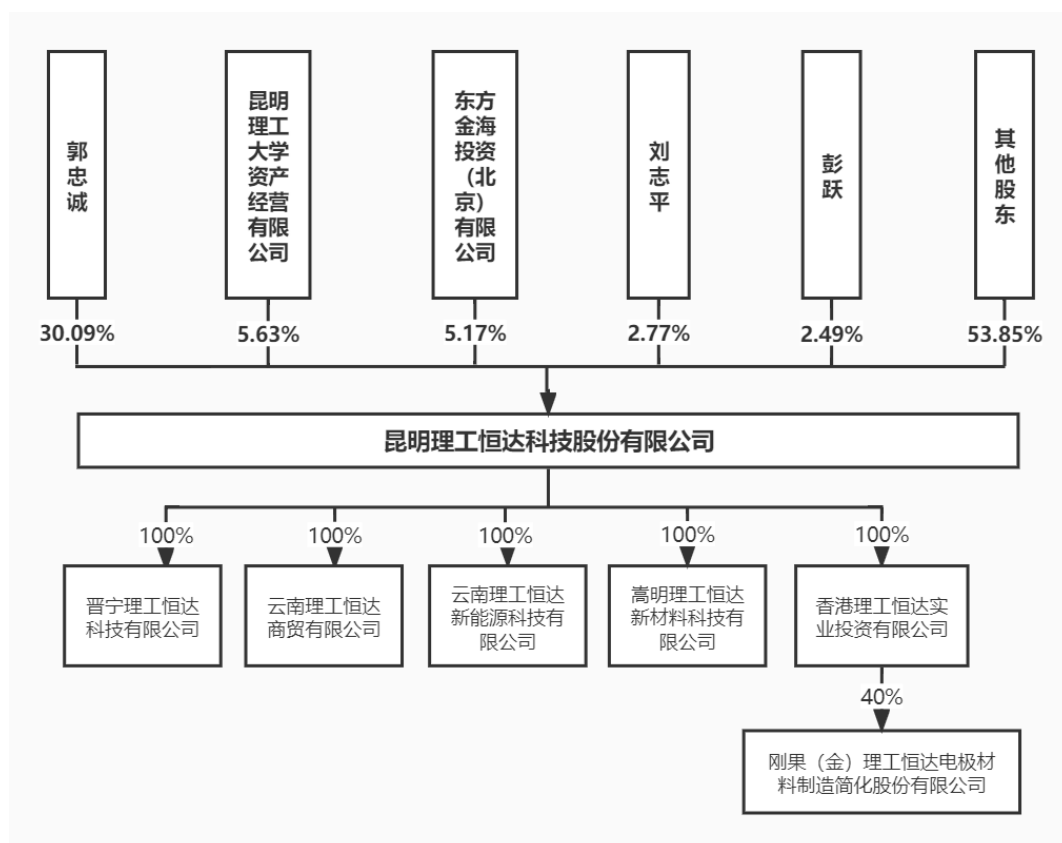 郭忠诚
昆明
理工
大学
资产
经营
有限
公司
东方
金海
投资
（北
京）
有限
公司
刘志平
彭跃
其他股东
30.09%
5.63%
5.17%
2.77%
2.49%
53.85%
昆明理工恒达科技股份有限公司
100%
100%
100%
100%
100%
晋宁理工恒达
科技有限公司
云南理工恒达
商贸有限公司
云南理工恒达
新能源科技有
限公司
嵩明理工恒达
新材料科技有
限公司
香港理工恒达实
业投资有限公司
40%
刚果（金）理工恒达电极材
料制造简化股份有限公司